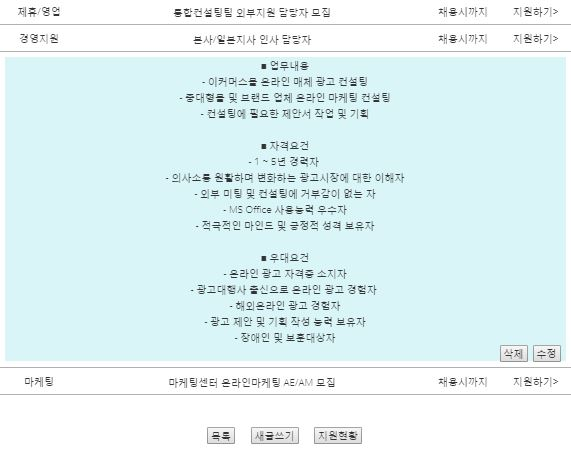 제휴/영업 통합컨설팅팀 외부지원 담당자 모집 채용시까지 지원하기>
경영지원 본사/일본지사 인사 담당자 채용시까지 지원하기>
■ 업무내용
- 이커머스몰 온라인 매체 광고 컨설팅
- 중대형몰 및 브랜드 업체 온라인 마케팅 컨설팅
- 컨설팅에 필요한 제안서 작업 및 기획
■ 자격요건
- 1 ~ 5년 경력자
- 의사소통 원활하며 변화하는 광고시장에 대한 이해자
- 외부 미팅 및 컨설팅에 거부감이 없는 자
- MS Office 사용능력 우수자
- 적극적인 마인드 및 긍정적 성격 보유자
■ 우대요건
- 온라인 광고 자격증 소지자
- 광고대행사 출신으로 온라인 광고 경험자
- 해외온라인 광고 경험자
- 광고 제안 및 기획 작성 능력 보유자
- 장애인 및 보훈대상자
삭제 수정
마케팅 마케팅센터 온라인마케팅 AE/AM 모집 채용시까지 지원하기>
목록 새글쓰기 지원현황